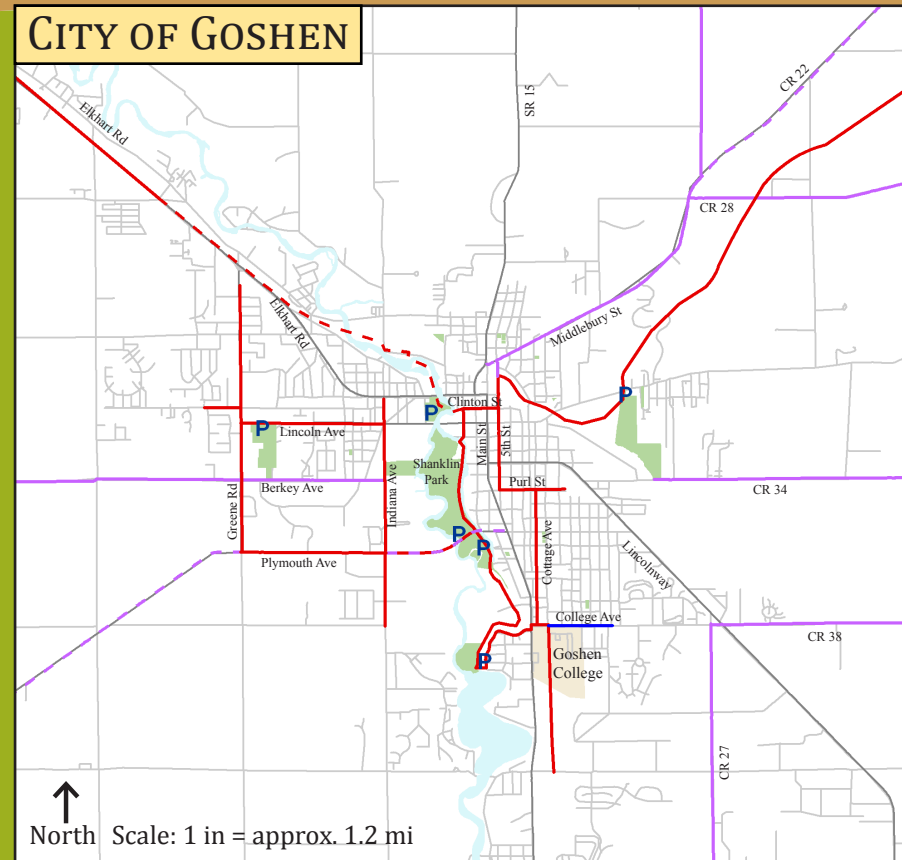 CITY OF GOSHEN
CR 22
SR 15
Elkhart Rd
CR 28
Elkhart Rd
Middlebury St
P
P
Clinton St
P
Lincoln Ave
Main St
5th St
Shanklin
Park
Indiana Ave
Purl St
Berkey Ave
CR 34
Greene Rd
P
P
Cottage Ave
Lincolnway
Plymouth Ave
College Ave
CR 38
P
Goshen
College
CR 27
North Scale: 1 in = approx. 1.2 mi